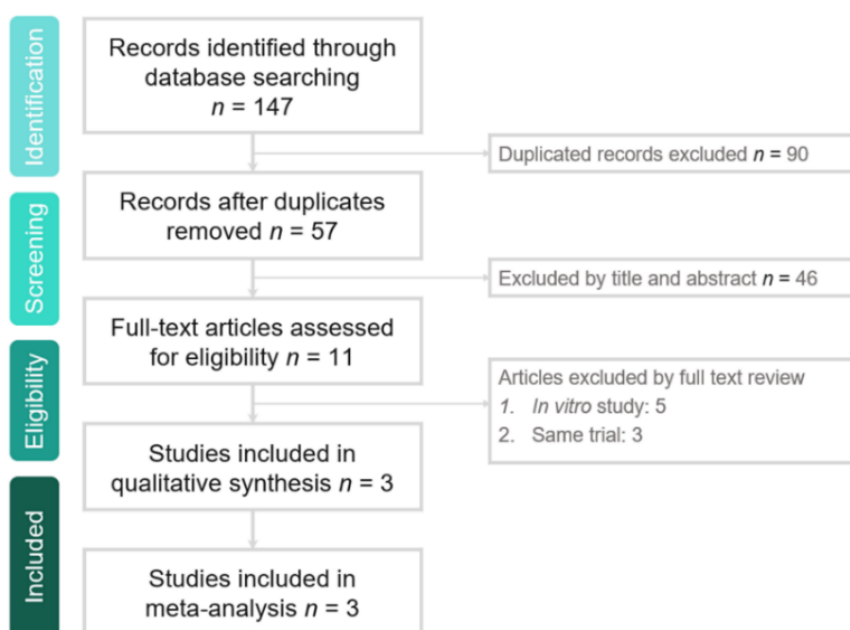 Identification
Records identified through
database searching
n = 147
Duplicated records excluded n = 90
Screening
Records after duplicates
removed n = 57
Excluded by title and abstract n = 46
Eligibility
Full-text articles assessed
for eligibility n = 11
Articles excluded by full text review
1. In vitro study: 5
2. Same trial: 3
Studies included in
qualitative synthesis n = 3
Included
Studies included in
meta-analysis n = 3